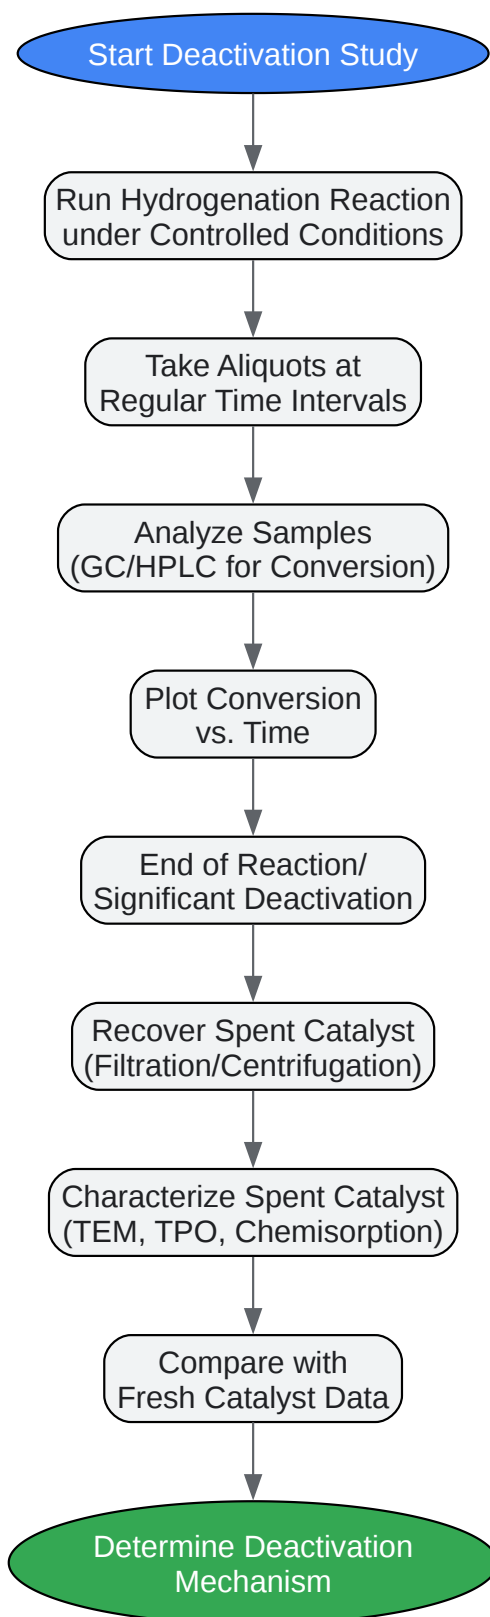 Start Deactivation Study
Run Hydrogenation Reaction
under Controlled Conditions
Take Aliquots at
Regular Time Intervals
Analyze Samples
(GC/HPLC for Conversion)
Plot Conversion
vs. Time
End of Reaction/
Significant Deactivation
Recover Spent Catalyst
(Filtration/Centrifugation)
Characterize Spent Catalyst
(TEM, TPO, Chemisorption)
Compare with
Fresh Catalyst Data
Determine Deactivation
Mechanism